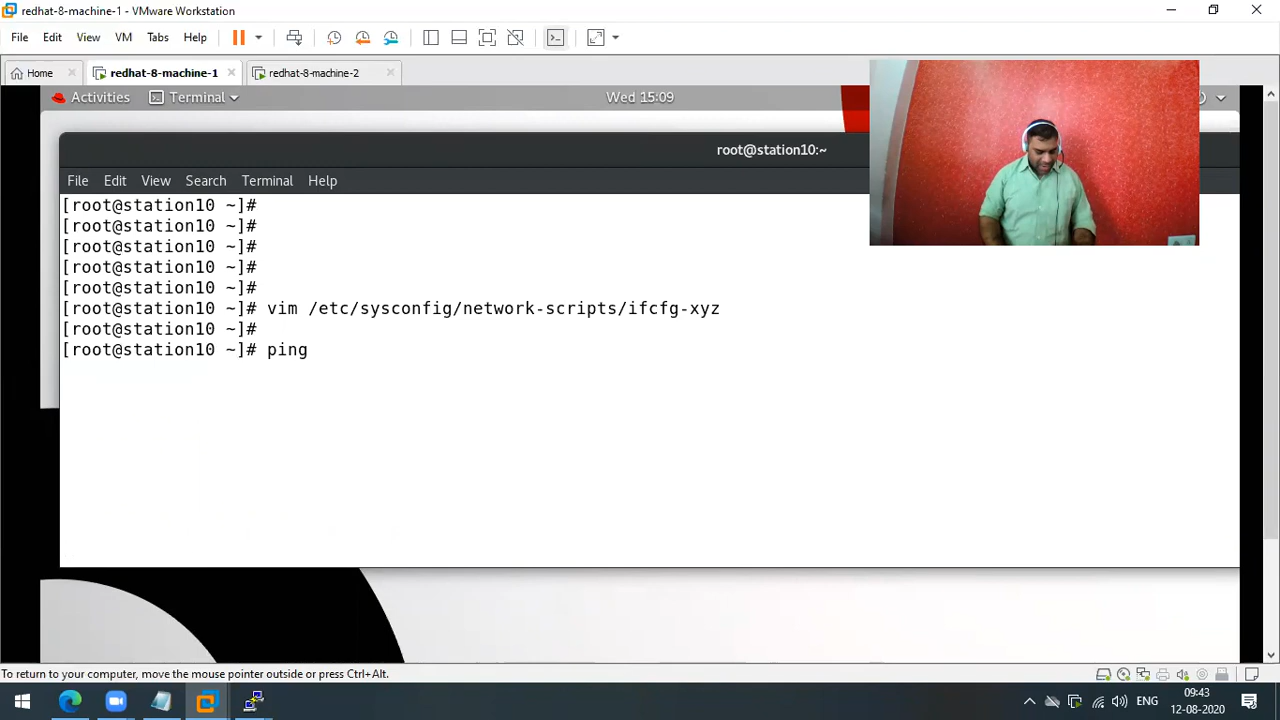 redhat-8-machine-1 - VMware Workstation
File Edit View VM Tabs Help
Home redhat-8-machine-1 redhat-8-machine-2
Activities Terminal Wed 15:09
root@station10:~
File Edit View Search Terminal Help
[root@station10 ~]#
[root@station10 ~]#
[root@station10 ~]#
[root@station10 ~]#
[root@station10 ~]#
[root@station10 ~]# vim /etc/sysconfig/network-scripts/ifcfg-xyz
[root@station10 ~]#
[root@station10 ~]# ping
To return to your computer, move the mouse pointer outside or press Ctrl+Alt.
ENG
09:43
12-08-2020